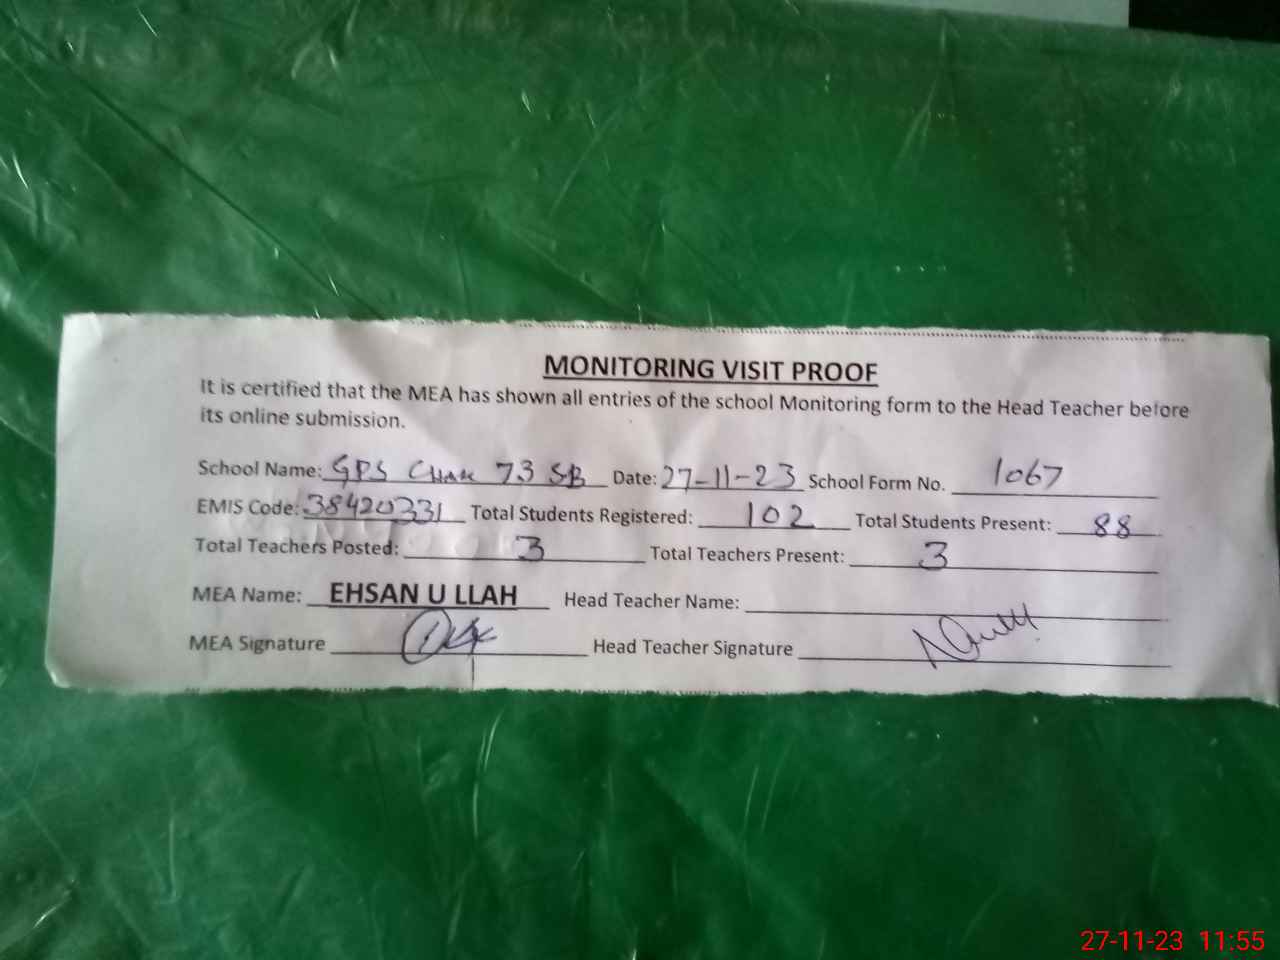 MONITORING VISIT PROOF
It is certified that the MEA has shown all entries of the school Monitoring form to the Head Teacher before
its online submission.
School Name: GPS Chak 73 SB Date: 27-11-23 School Form No. 1067
EMIS Code: 38420331 Total Students Registered: 102 Total Students Present: 88
Total Teachers Posted: 3 Total Teachers Present: 3
MEA Name: EHSAN U LLAH Head Teacher Name:
MEA Signature Head Teacher Signature
27-11-23 11:55